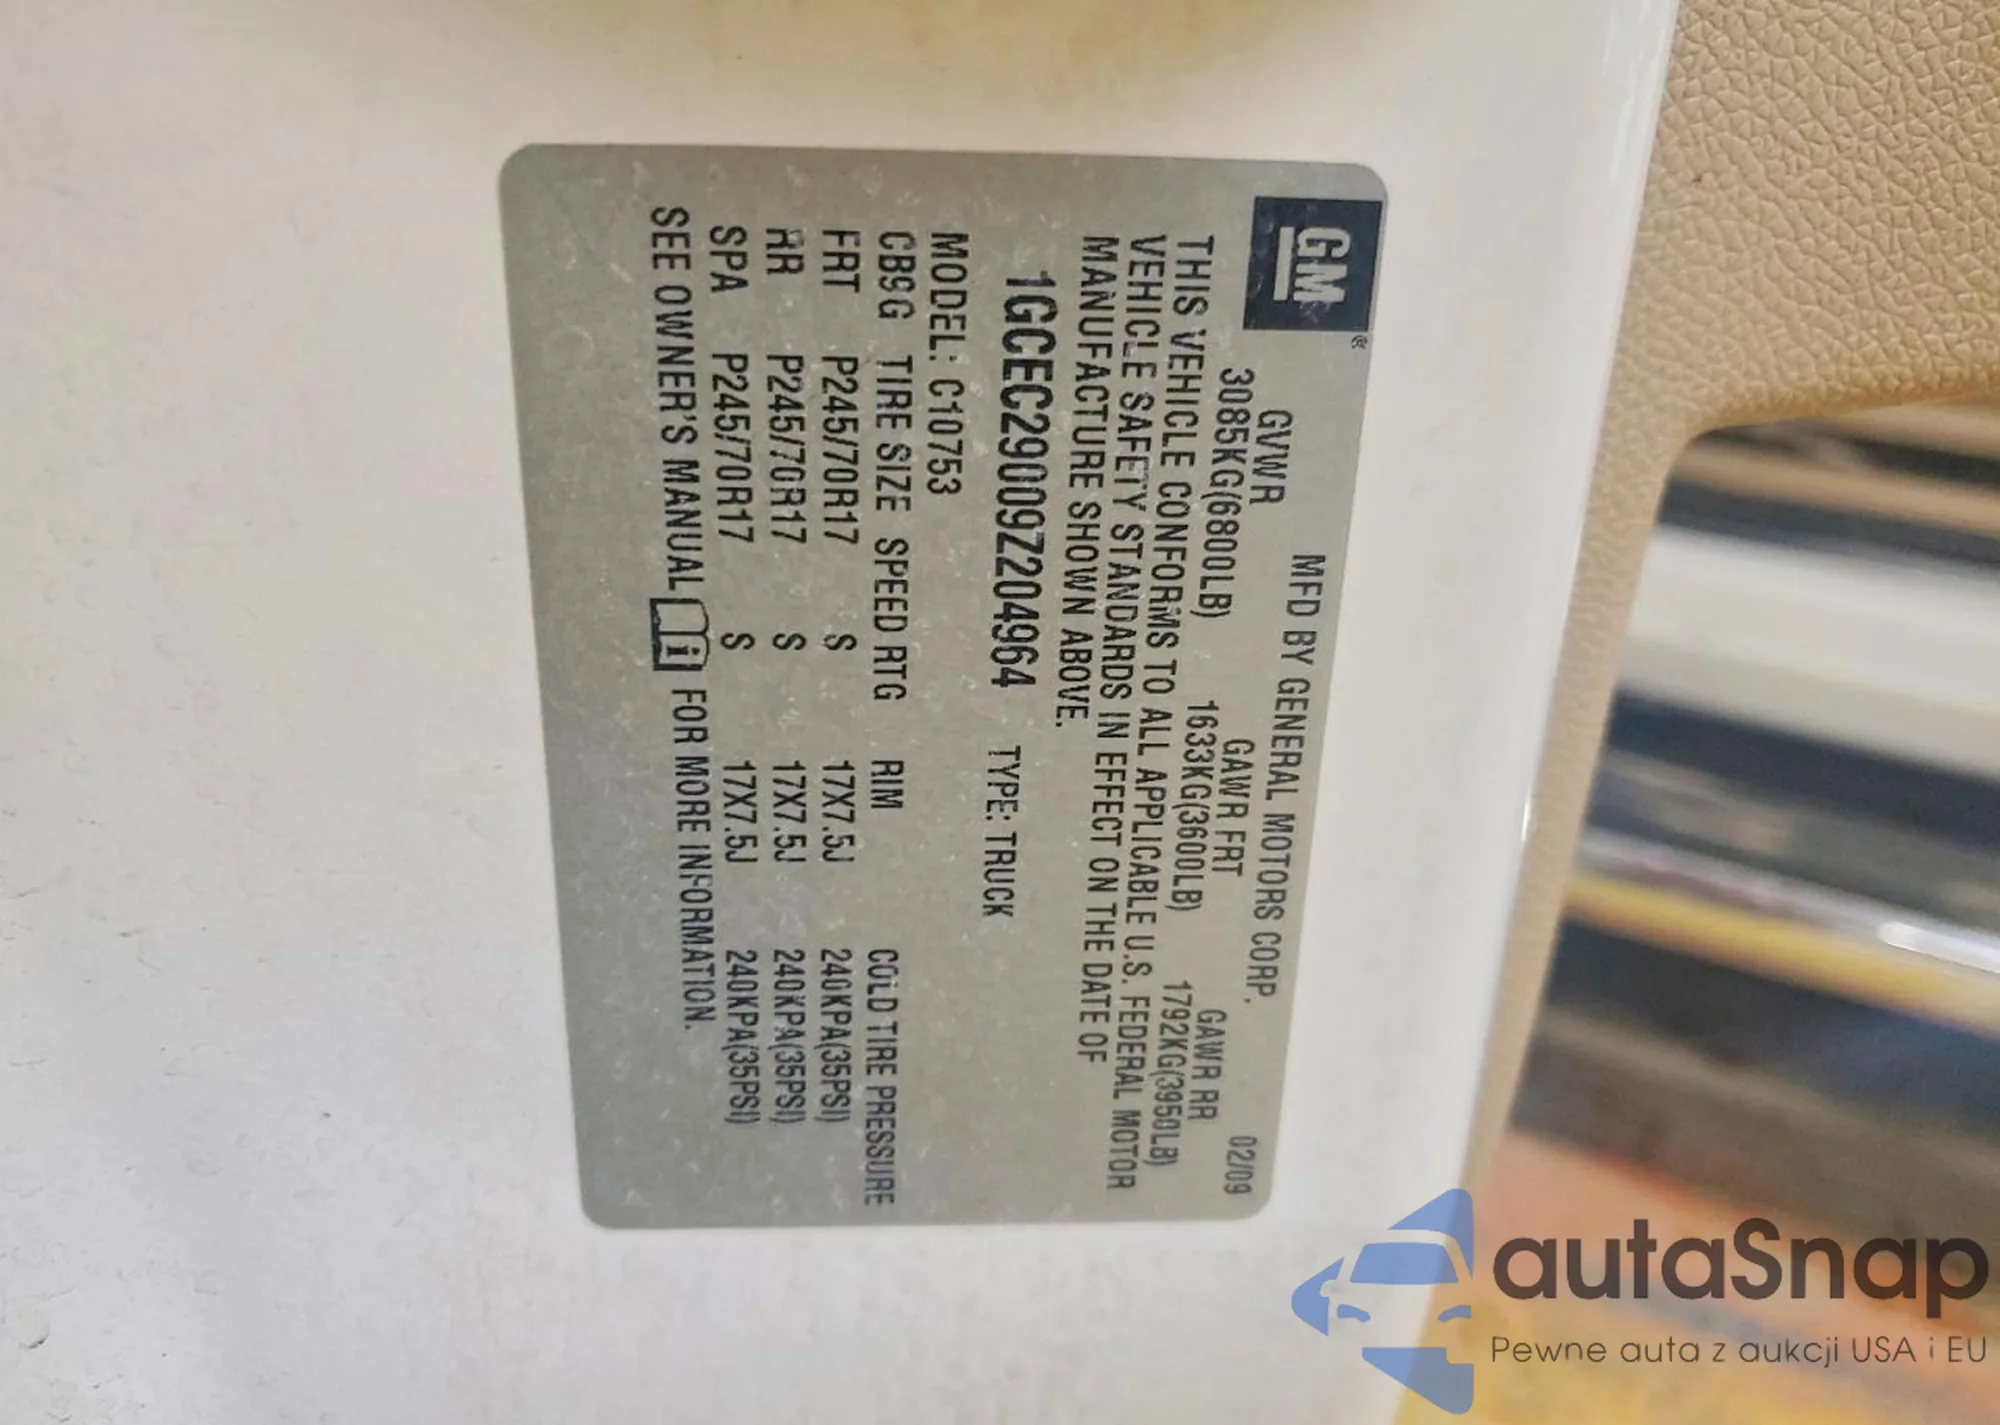 GM®
MFD BY GENERAL MOTORS CORP. 02/09
GVWR GAWR FRT GAWR RR
3085KG(6800LB) 1633KG(3600LB) 1792KG(3950LB)
THIS VEHICLE CONFORMS TO ALL APPLICABLE U.S. FEDERAL MOTOR
VEHICLE SAFETY STANDARDS IN EFFECT ON THE DATE OF
MANUFACTURE SHOWN ABOVE.
1GCEC29009Z204964 TYPE: TRUCK
MODEL: C10753
CB9G TIRE SIZE SPEED RTG RIM COLD TIRE PRESSURE
FRT P245/70R17 S 17X7.5J 240KPA(35PSI)
RR P245/70R17 S 17X7.5J 240KPA(35PSI)
SPA P245/70R17 S 17X7.5J 240KPA(35PSI)
SEE OWNER'S MANUAL i FOR MORE INFORMATION.
autaSnap
Pewne auta z aukcji USA i EU